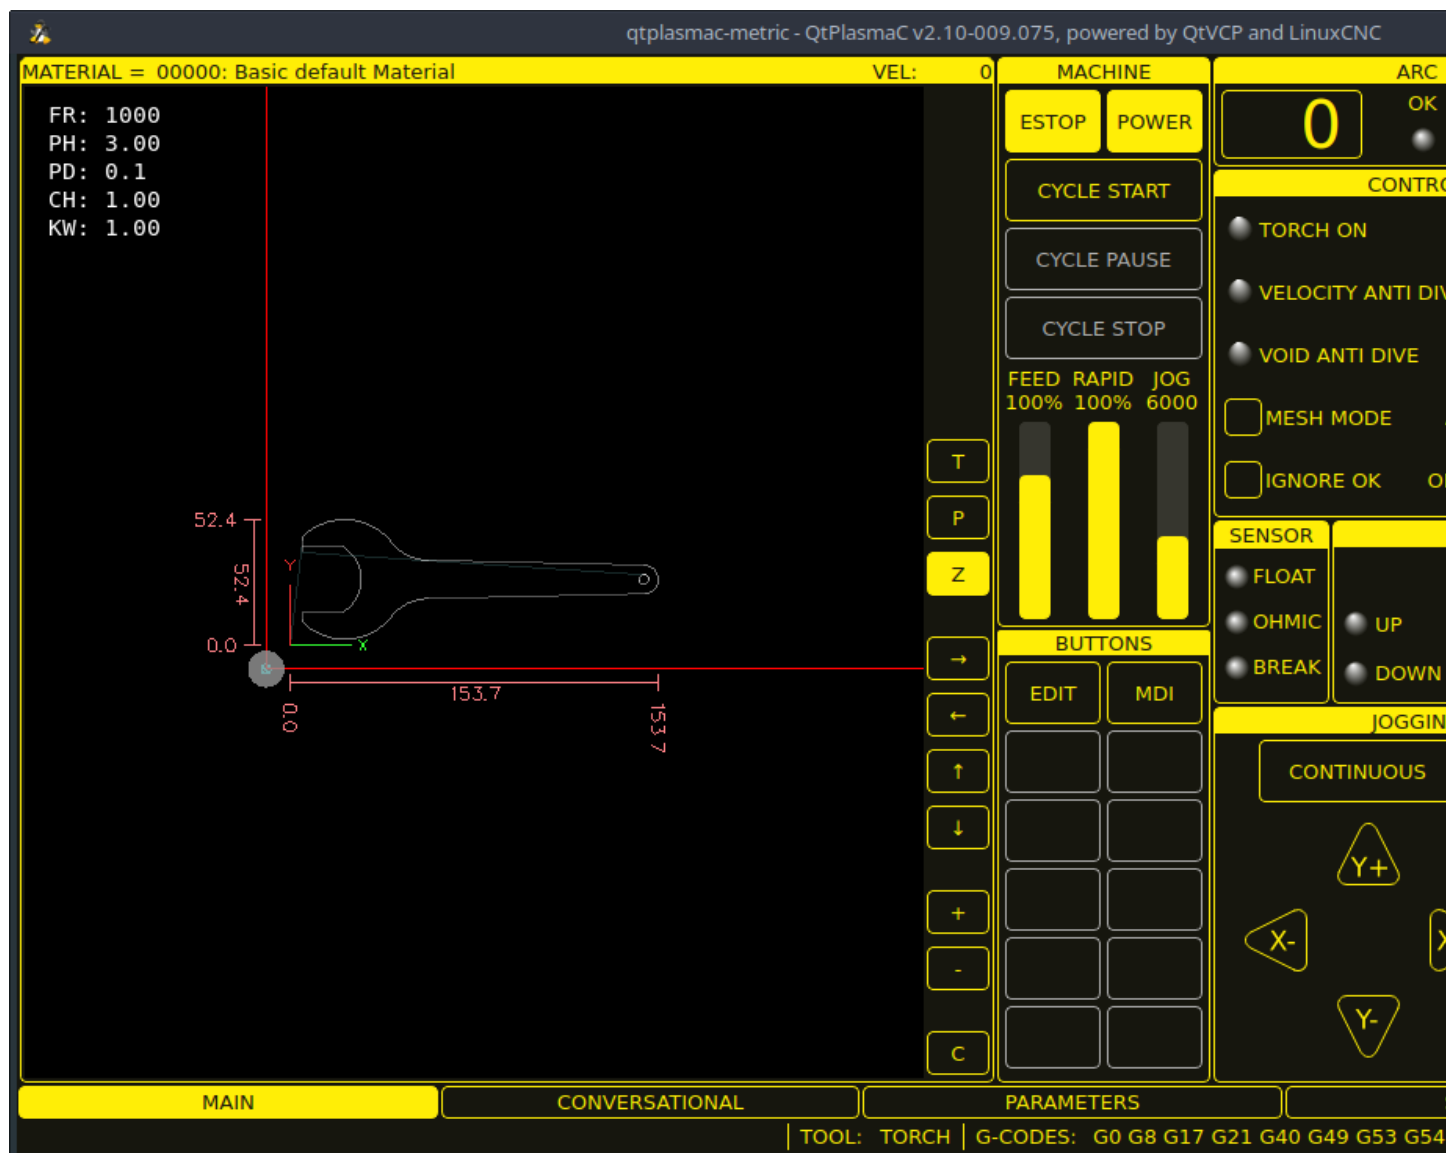 qtplasmac-metric - QtPlasmaC v2.10-009.075, powered by QtVCP and LinuxCNC
MATERIAL = 00000: Basic default Material VEL: 0
FR: 1000
PH: 3.00
PD: 0.1
CH: 1.00
KW: 1.00
52.4
52.4
0.0
Y
X
153.7
0.0
153.7
T
P
Z
→
←
↑
↓
+
-
C
MACHINE
ESTOP POWER
CYCLE START
CYCLE PAUSE
CYCLE STOP
FEED RAPID JOG
100% 100% 6000
BUTTONS
EDIT MDI
ARC
0 OK
CONTRO
TORCH ON
VELOCITY ANTI DIV
VOID ANTI DIVE
MESH MODE
IGNORE OK
SENSOR
FLOAT
OHMIC
BREAK
UP
DOWN
JOGGIN
CONTINUOUS
Y+
X-
Y-
MAIN CONVERSATIONAL PARAMETERS
TOOL: TORCH G-CODES: G0 G8 G17 G21 G40 G49 G53 G54